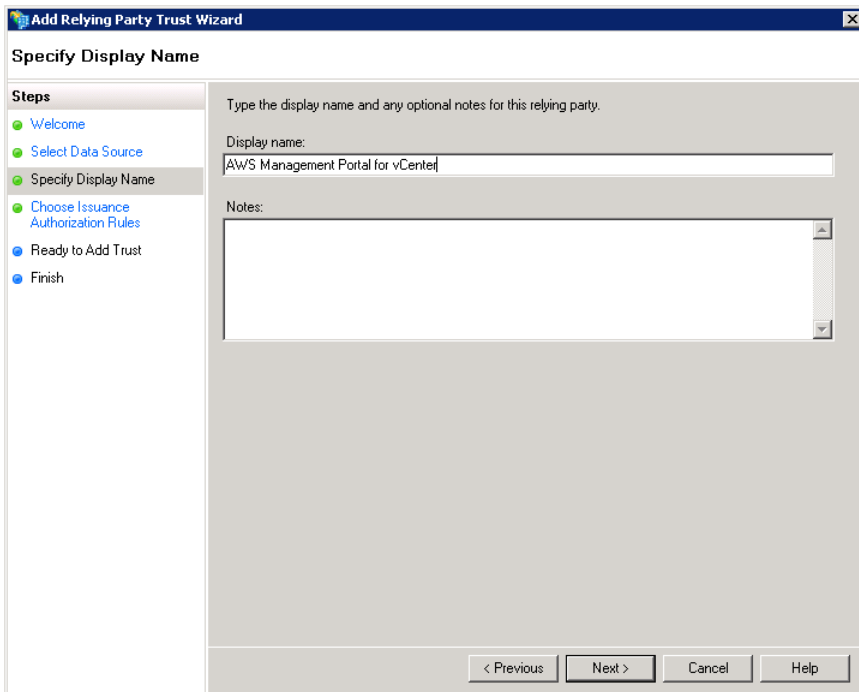 Add Relying Party Trust Wizard
Specify Display Name
Steps
Welcome
Select Data Source
Specify Display Name
Choose Issuance
Authorization Rules
Ready to Add Trust
Finish
Type the display name and any optional notes for this relying party.
Display name:
AWS Management Portal for vCenter
Notes:
< Previous
Next >
Cancel
Help